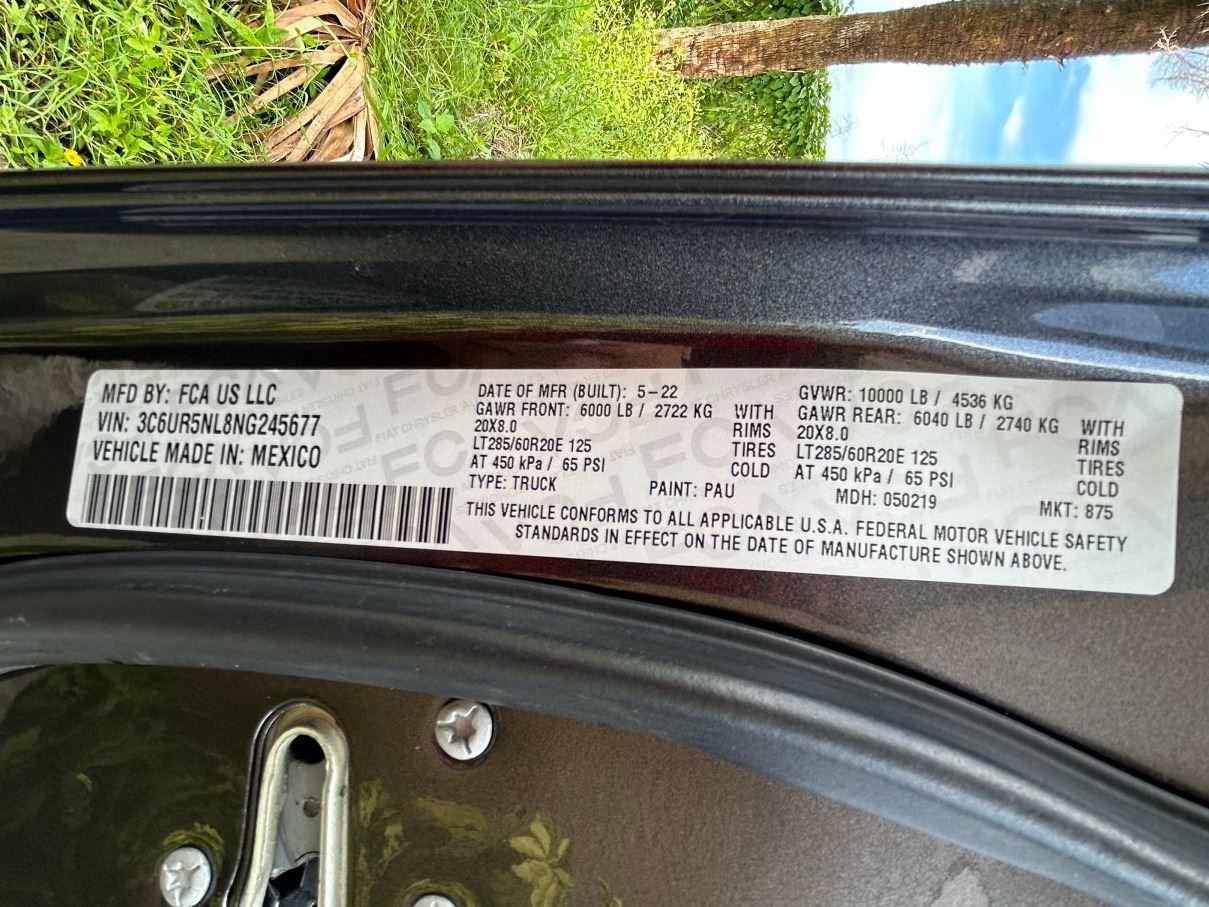 MFD BY: FCA US LLC
VIN: 3C6UR5NL8NG245677
VEHICLE MADE IN: MEXICO
DATE OF MFR (BUILT): 5-22
GAWR FRONT: 6000 LB / 2722 KG WITH
20X8.0 RIMS
LT285/60R20E 125 TIRES
AT 450 kPa / 65 PSI COLD
GVWR: 10000 LB / 4536 KG
GAWR REAR: 6040 LB / 2740 KG WITH
20X8.0 RIMS
LT285/60R20E 125 TIRES
AT 450 kPa / 65 PSI COLD
TYPE: TRUCK PAINT: PAU MDH: 050219 MKT: 875
THIS VEHICLE CONFORMS TO ALL APPLICABLE U.S.A. FEDERAL MOTOR VEHICLE SAFETY
STANDARDS IN EFFECT ON THE DATE OF MANUFACTURE SHOWN ABOVE.